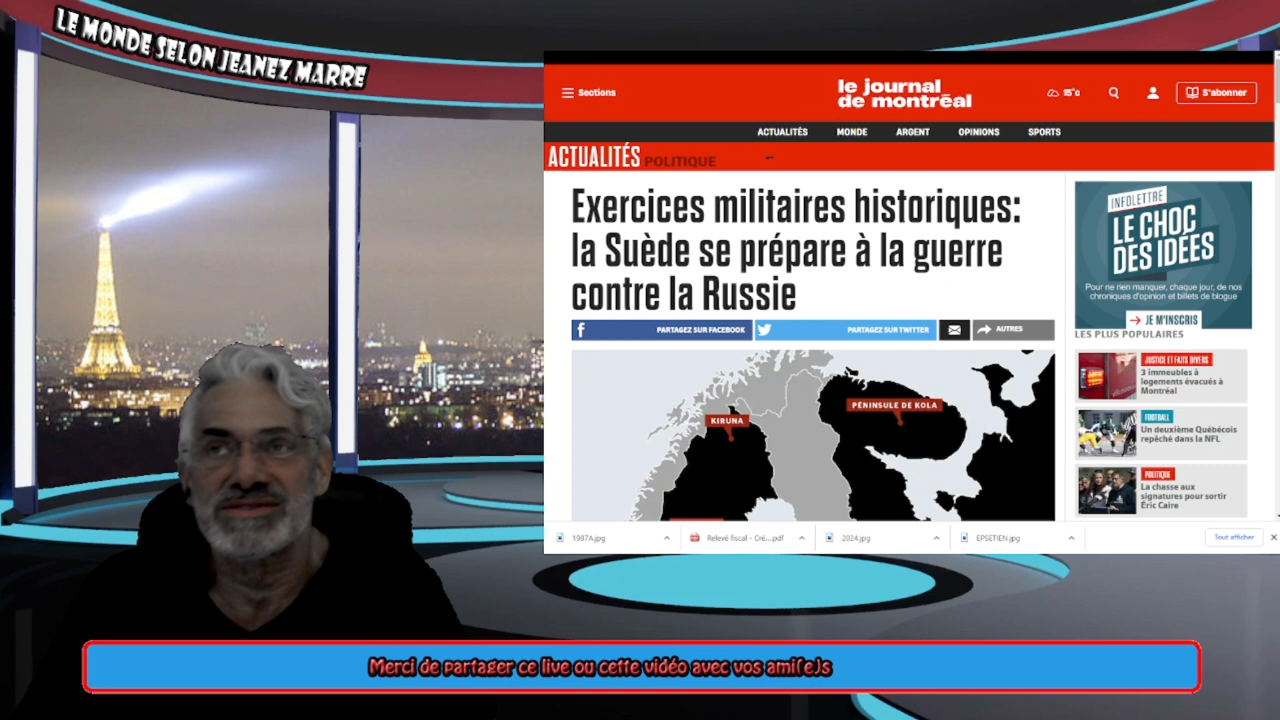 LE MONDE SELON JEANEZ MARRE
Sections
le journal
de montréal
15°c
S'abonner
ACTUALITÉS MONDE ARGENT OPINIONS SPORTS
ACTUALITÉS POLITIQUE
Exercices militaires historiques:
la Suède se prépare à la guerre
contre la Russie
PARTAGEZ SUR FACEBOOK
PARTAGEZ SUR TWITTER
AUTRES
KIRUNA
PÉNINSULE DE KOLA
INFOLETTRE
LE CHOC
DES IDÉES
Pour ne rien manquer, chaque jour, de nos
chroniques d'opinion et billets de blogue
JE M'INSCRIS
LES PLUS POPULAIRES
JUSTICE ET FAITS DIVERS
3 immeubles à
logements évacués à
Montréal
FOOTBALL
Un deuxième Québécois
repêché dans la NFL
POLITIQUE
La chasse aux
signatures pour sortir
Éric Caire
1987A.jpg
Relevé fiscal - Cré....pdf
2024.jpg
EPSETIEN.jpg
Tout afficher
Merci de partager ce live ou cette vidéo avec vos ami(e)s